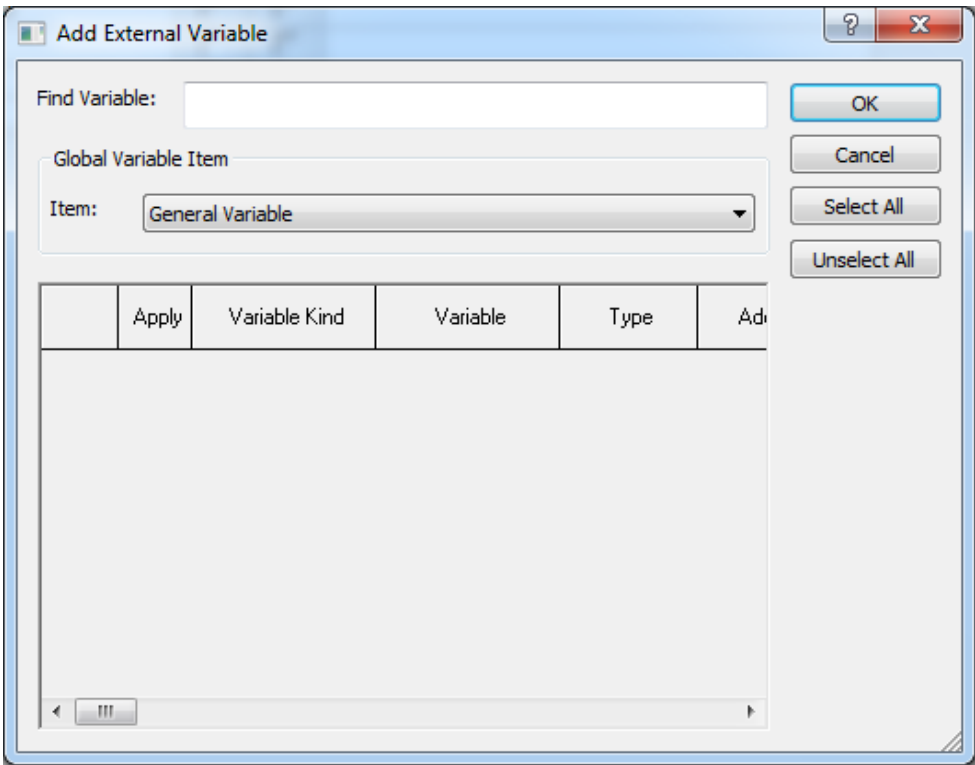 Add External Variable
Find Variable:
OK
Global Variable Item
Cancel
Item:
General Variable
Select All
Unselect All
Apply
Variable Kind
Variable
Type